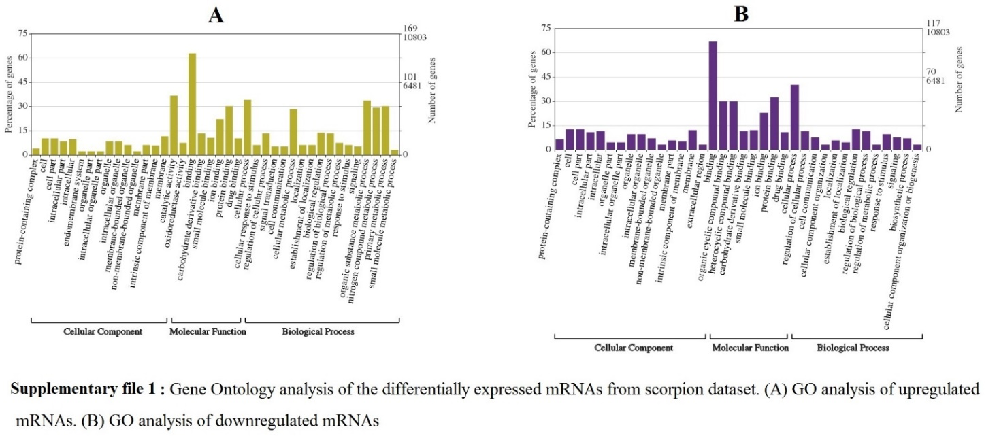 A
B
Percentage of genes
75
60
45
30
15
0
169
10803
101
6481
0
Number of genes
protein-containing complex
cell
cell part
intracellular part
intracellular
endomembrane system
organelle part
intracellular organelle part
organelle
intracellular organelle
membrane-bounded organelle
non-membrane-bounded organelle
membrane part
intrinsic component of membrane
membrane
catalytic activity
oxidoreductase activity
binding
carbohydrate derivative binding
small molecule binding
ion binding
protein binding
drug binding
cellular process
cellular response to stimulus
regulation of cellular process
signal transduction
cell communication
cellular metabolic process
localization
establishment of localization
biological regulation
regulation of biological process
regulation of metabolic process
response to stimulus
signaling
organic substance metabolic process
nitrogen compound metabolic process
primary metabolic process
small molecule metabolic process
Cellular Component
Molecular Function
Biological Process
Percentage of genes
75
60
45
30
15
0
117
10803
70
6481
0
Number of genes
protein-containing complex
cell
cell part
intracellular part
intracellular
organelle part
intracellular organelle part
organelle
intracellular organelle
membrane-bounded organelle
non-membrane-bounded organelle
membrane part
intrinsic component of membrane
membrane
extracellular region
binding
organic cyclic compound binding
heterocyclic compound binding
carbohydrate derivative binding
small molecule binding
ion binding
protein binding
drug binding
cellular process
regulation of cellular process
cell communication
cellular component organization
localization
establishment of localization
biological regulation
regulation of biological process
regulation of metabolic process
response to stimulus
signaling
biosynthetic process
cellular component organization or biogenesis
Cellular Component
Molecular Function
Biological Process
Supplementary file 1 : Gene Ontology analysis of the differentially expressed mRNAs from scorpion dataset. (A) GO analysis of upregulated
mRNAs. (B) GO analysis of downregulated mRNAs